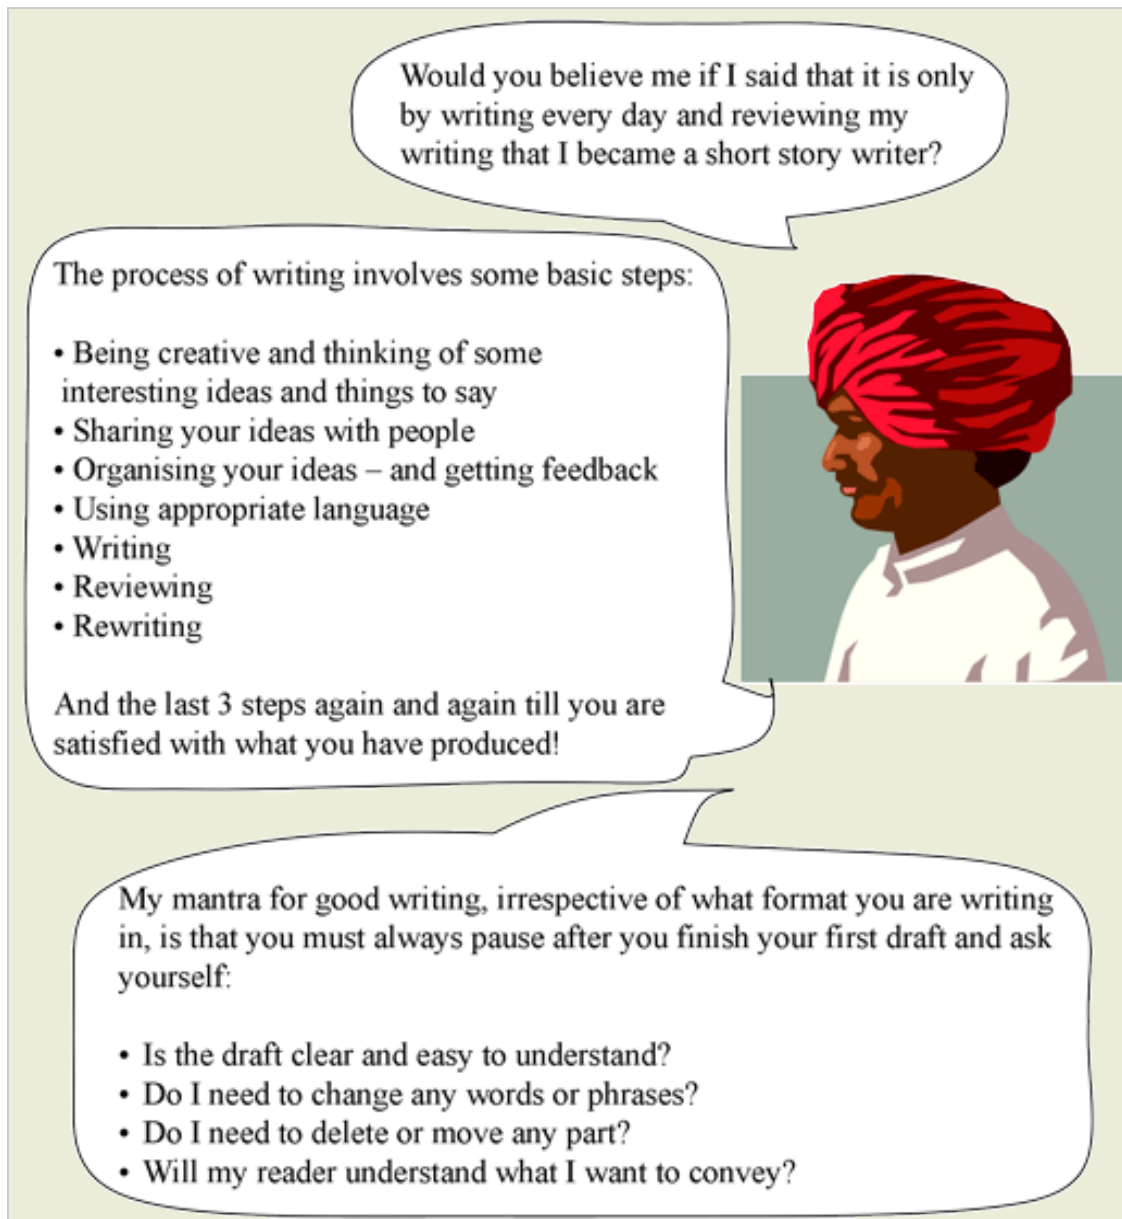 Would you believe me if I said that it is only
by writing every day and reviewing my
writing that I became a short story writer?
The process of writing involves some basic steps:
• Being creative and thinking of some
interesting ideas and things to say
• Sharing your ideas with people
• Organising your ideas – and getting feedback
• Using appropriate language
• Writing
• Reviewing
• Rewriting
And the last 3 steps again and again till you are
satisfied with what you have produced!
My mantra for good writing, irrespective of what format you are writing
in, is that you must always pause after you finish your first draft and ask
yourself:
• Is the draft clear and easy to understand?
• Do I need to change any words or phrases?
• Do I need to delete or move any part?
• Will my reader understand what I want to convey?